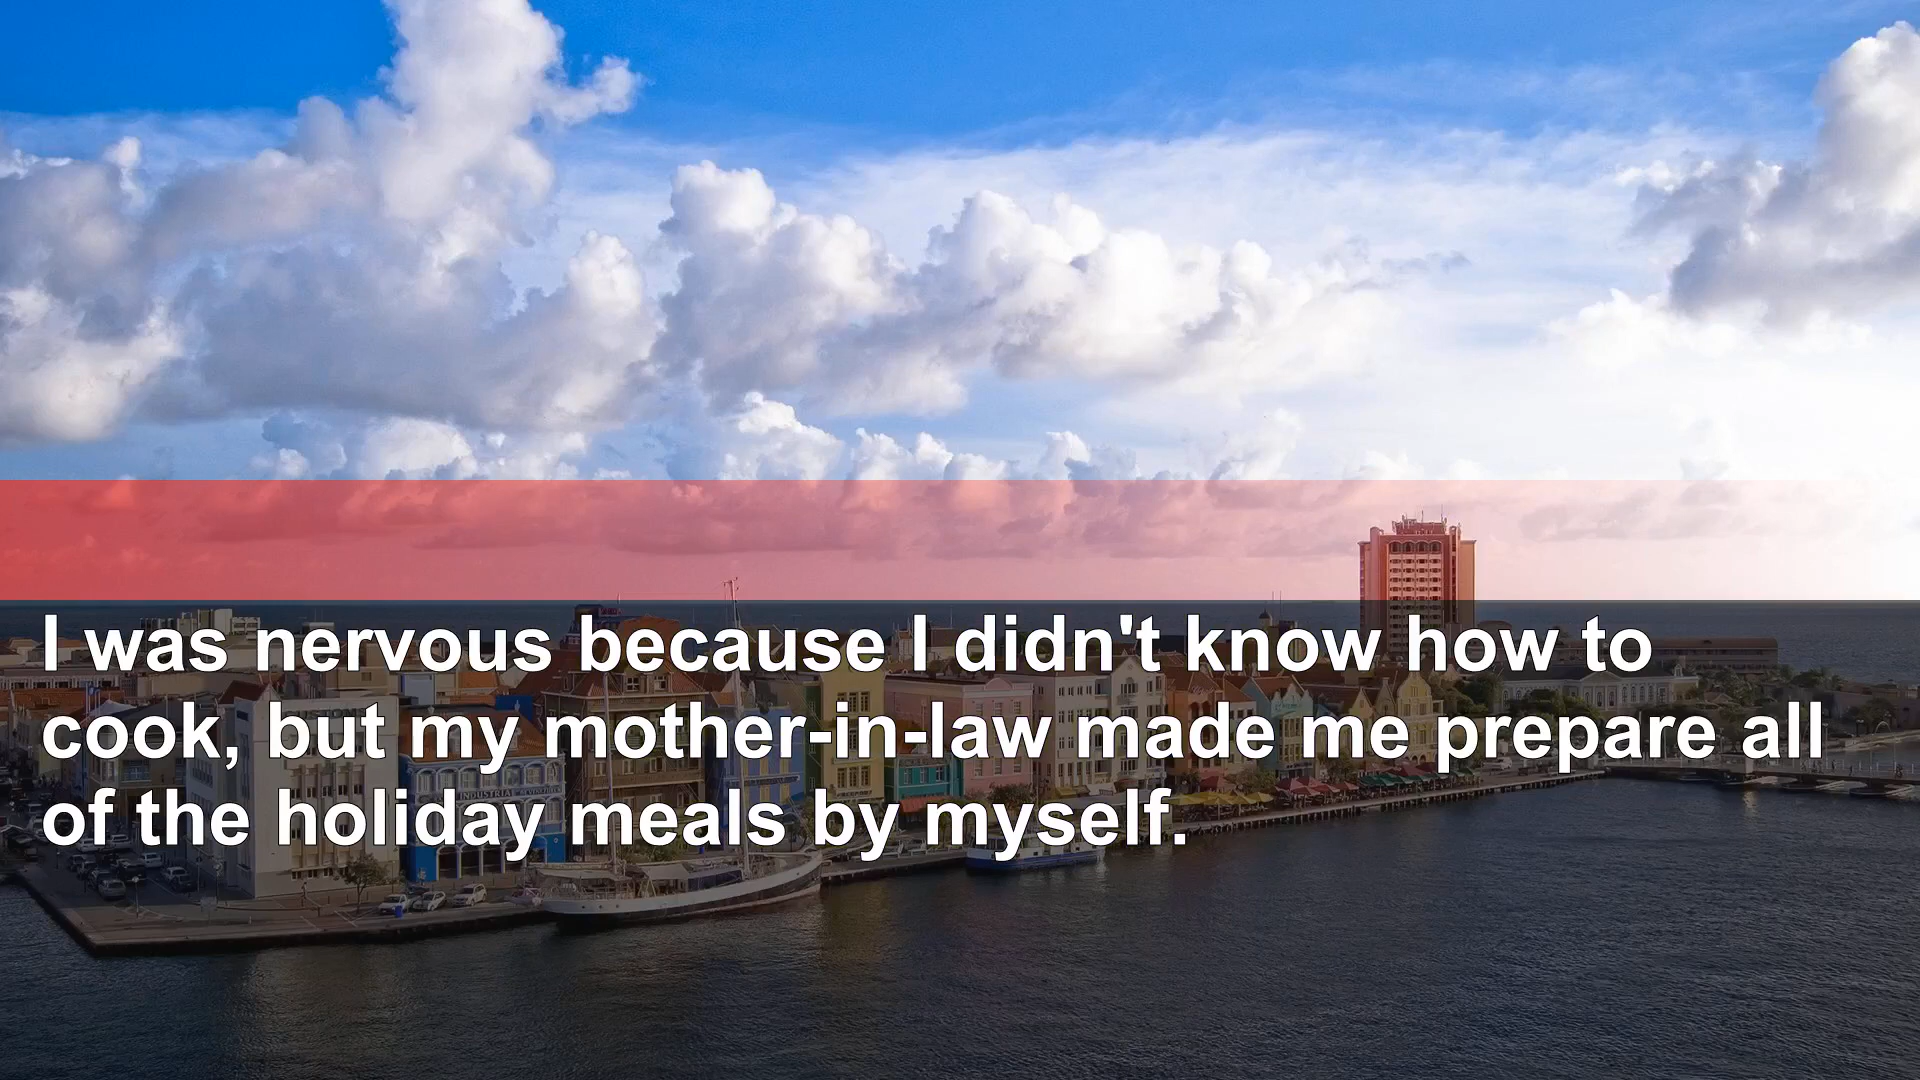 I was nervous because I didn't know how to
cook, but my mother-in-law made me prepare all
of the holiday meals by myself.